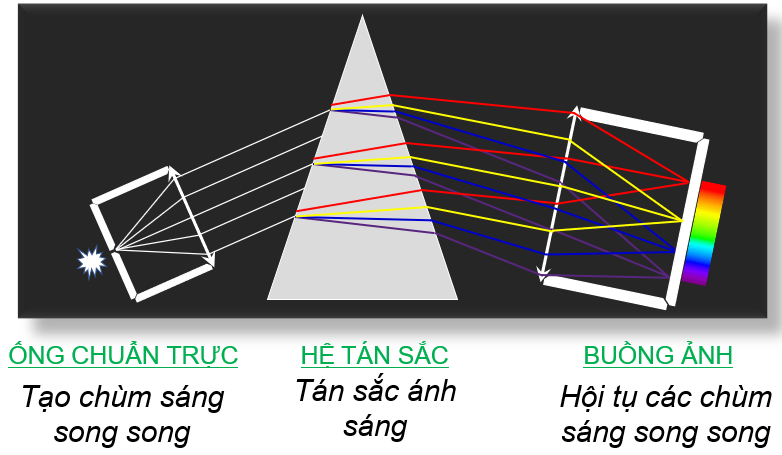 ỐNG CHUẨN TRỰC
Tạo chùm sáng
song song
HỆ TÁN SẮC
Tán sắc ánh
sáng
BUỒNG ẢNH
Hội tụ các chùm
sáng song song